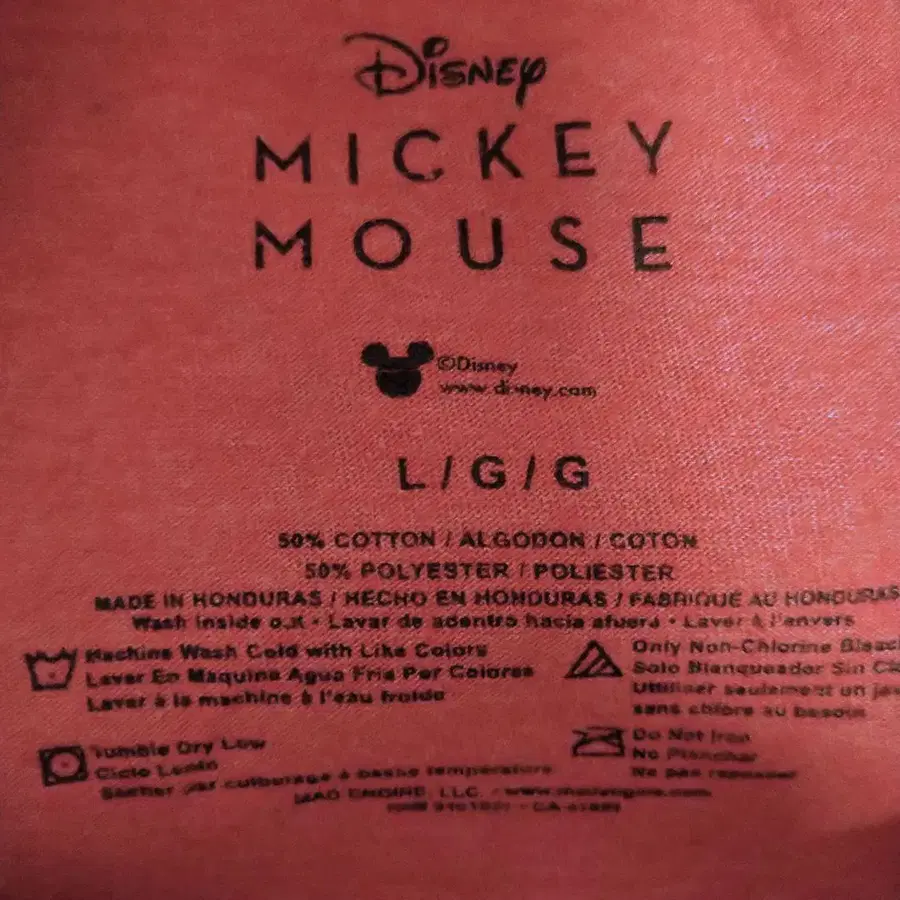 Disney
MICKEY
MOUSE
©Disney
www.disney.com
L/G/G
50% COTTON / ALGODON / COTON
50% POLYESTER / POLIESTER
MADE IN HONDURAS / HECHO EN HONDURAS / FABRIQUE AU HONDURAS
Wash inside out • Lavar de adentro hacia afuera • Laver à l'envers
Machine Wash Cold with Like Colors
Lavar En Maquina Agua Fria Por Colores
Laver à la machine à l'eau froide
Only Non-Chlorine Bleach
Solo Blanqueador Sin
Utiliser seulement un
sans chlore au besoin
Tumble Dry Low
Ciclo Lento
Sécher par culbutage à basse température
Do Not Iron
No Planchar
Ne pas repasser
MAD ENGINE, LLC. • www.madengine.com